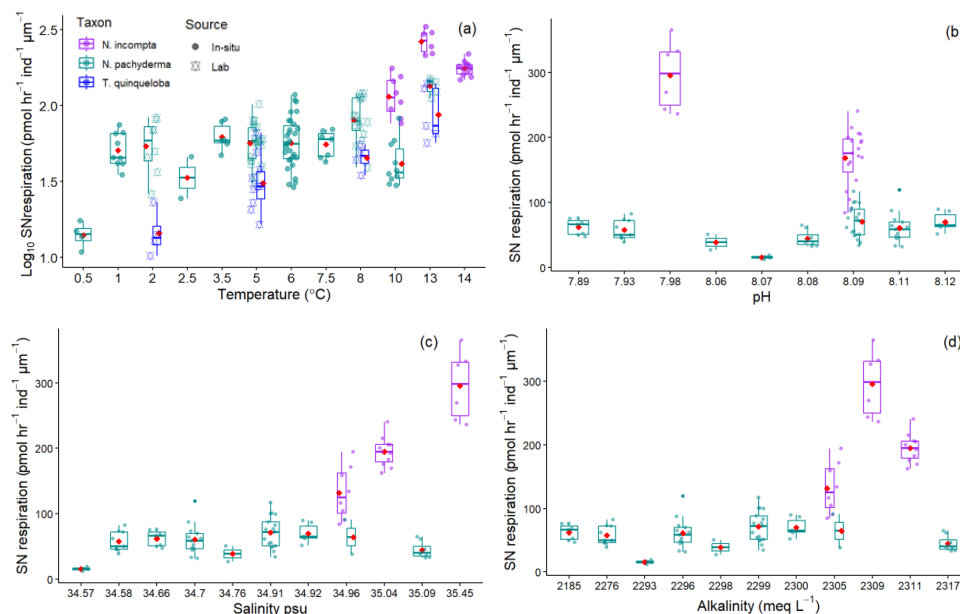 Taxon
N. incompta
N. pachyderma
T. quinqueloba
Source
In-situ
Lab
(a)
Log₁₀ SNrespiration (pmol hr⁻¹ ind⁻¹ μm⁻¹)
2.5
2.0
1.5
1.0
0.5 1 2 2.5 3.5 5 6 7.5 8 10 13 14
Temperature (°C)
(b)
SN respiration (pmol hr⁻¹ ind⁻¹ μm⁻¹)
300
200
100
0
7.89 7.93 7.98 8.06 8.07 8.08 8.09 8.11 8.12
pH
(c)
SN respiration (pmol hr⁻¹ ind⁻¹ μm⁻¹)
300
200
100
0
34.57 34.58 34.66 34.7 34.76 34.91 34.92 34.96 35.04 35.09 35.45
Salinity psu
(d)
SN respiration (pmol hr⁻¹ ind⁻¹ μm⁻¹)
300
200
100
0
2185 2276 2293 2296 2298 2299 2300 2305 2309 2311 2317
Alkalinity (meq L⁻¹)